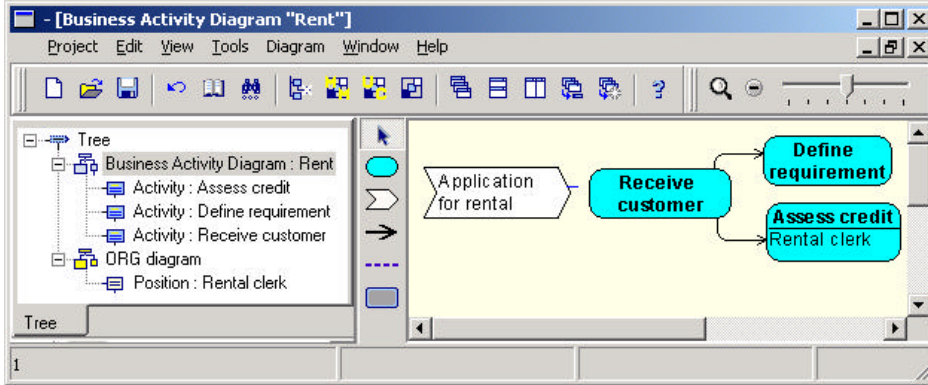 - [Business Activity Diagram "Rent"]
Project Edit View Tools Diagram Window Help
Tree
Business Activity Diagram : Rent
Activity : Assess credit
Activity : Define requirement
Activity : Receive customer
ORG diagram
Position : Rental clerk
Tree
Application
for rental
Receive
customer
Define
requirement
Assess credit
Rental clerk
1